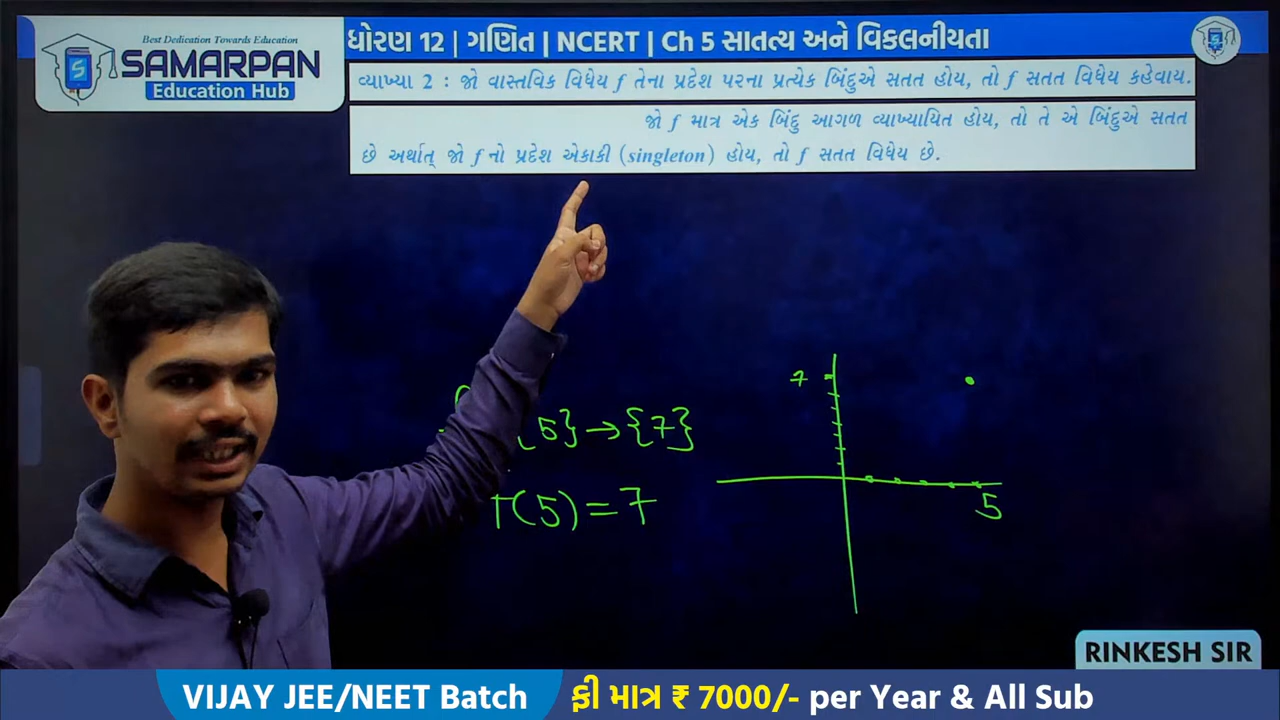 Best Dedication Towards Education
SAMARPAN
Education Hub
ધોરણ 12 | ગણિત | NCERT | Ch 5 સાતત્ય અને વિકલનીયતા
વ્યાખ્યા 2 : જો વાસ્તવિક વિધેય f તેના પ્રદેશ પરના પ્રત્યેક બિંદુએ સતત હોય, તો f સતત વિધેય કહેવાય.
જો f માત્ર એક બિંદુ આગળ વ્યાખ્યાયિત હોય, તો તે એ બિંદુએ સતત
છે અર્થાત્ જો f નો પ્રદેશ એકાકી (singleton) હોય, તો f સતત વિધેય છે.
7
5} → {7}
f(5) = 7
5
RINKESH SIR
VIJAY JEE/NEET Batch ફી માત્ર ₹ 7000/- per Year & All Sub